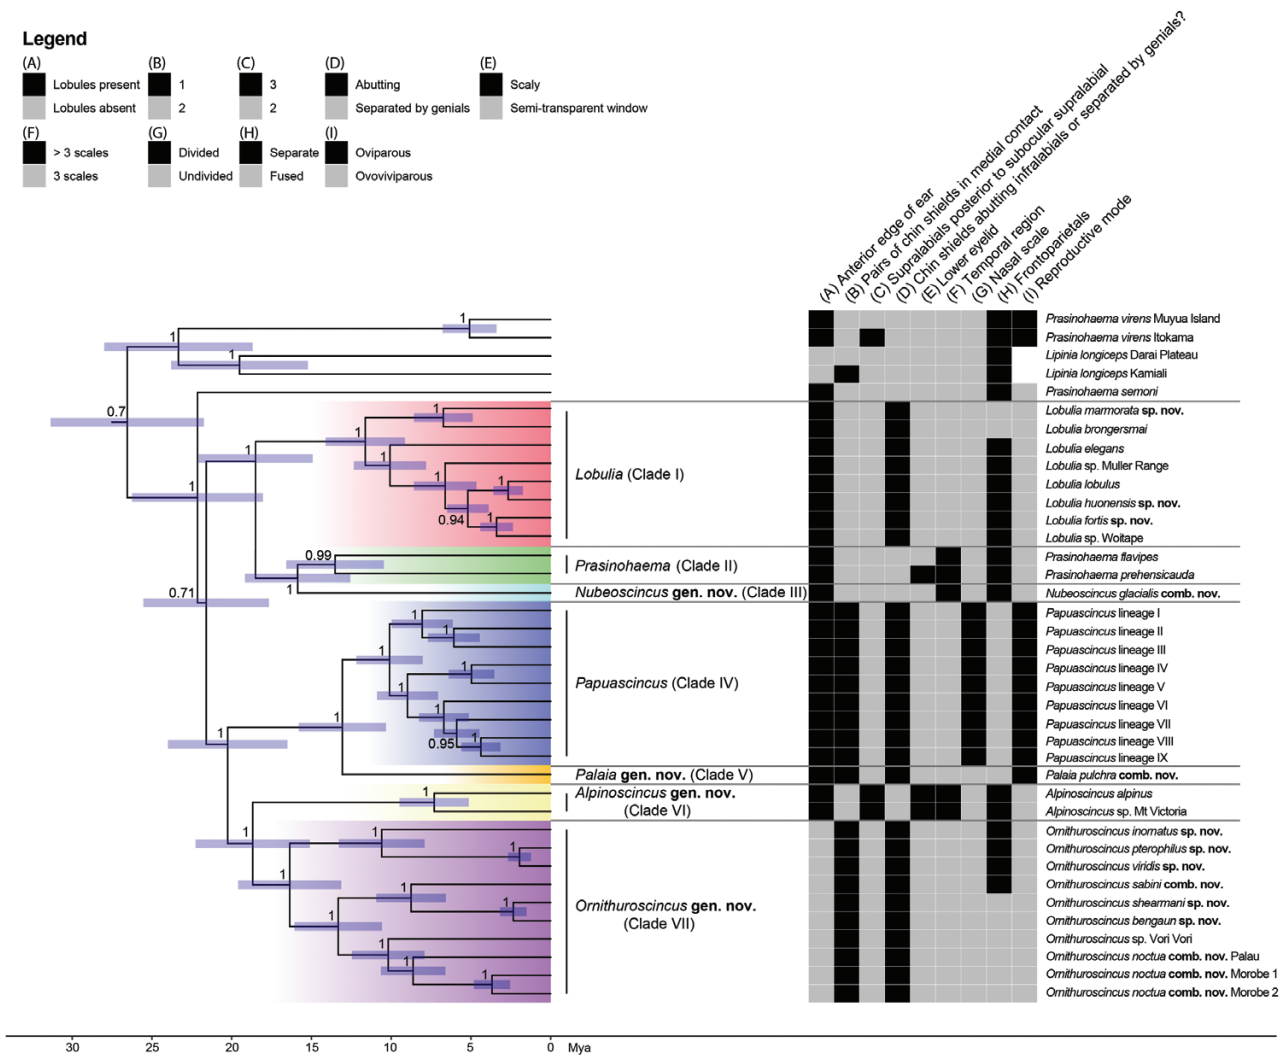 Legend
(A) (B) (C) (D) (E)
Lobules present 1 3 Abutting Scaly
Lobules absent 2 2 Separated by genials Semi-transparent window
(F) (G) (H) (I)
> 3 scales Divided Separate Oviparous
3 scales Undivided Fused Ovoviviparous
(A) Anterior edge of ear
(B) Pairs of chin shields in medial contact
(C) Supralabials posterior to subocular supralabial
(D) Chin shields abutting infralabials or separated by genials?
(E) Lower eyelid
(F) Temporal region
(G) Nasal scale
(H) Frontoparietals
(I) Reproductive mode
1
1
1
0.7
1
1
1
1
1
1
1
0.94
0.99
1
0.71
1
1
1
1
1
1
1
1
0.95
1
1
1
1
1
1
1
1
1
1
1
1
Lobulia (Clade I)
Prasinohaema (Clade II)
Nubeoscincus gen. nov. (Clade III)
Papuascincus (Clade IV)
Palaia gen. nov. (Clade V)
Alpinoscincus gen. nov.
(Clade VI)
Ornithuroscincus gen. nov.
(Clade VII)
Prasinohaema virens Muyua Island
Prasinohaema virens Itokama
Lipinia longiceps Darai Plateau
Lipinia longiceps Kamiali
Prasinohaema semoni
Lobulia marmorata sp. nov.
Lobulia brongersmai
Lobulia elegans
Lobulia sp. Muller Range
Lobulia lobulus
Lobulia huonensis sp. nov.
Lobulia fortis sp. nov.
Lobulia sp. Woitape
Prasinohaema flavipes
Prasinohaema prehensicauda
Nubeoscincus glacialis comb. nov.
Papuascincus lineage I
Papuascincus lineage II
Papuascincus lineage III
Papuascincus lineage IV
Papuascincus lineage V
Papuascincus lineage VI
Papuascincus lineage VII
Papuascincus lineage VIII
Papuascincus lineage IX
Palaia pulchra comb. nov.
Alpinoscincus alpinus
Alpinoscincus sp. Mt Victoria
Ornithuroscincus inornatus sp. nov.
Ornithuroscincus pterophilus sp. nov.
Ornithuroscincus viridis sp. nov.
Ornithuroscincus sabini comb. nov.
Ornithuroscincus shearmani sp. nov.
Ornithuroscincus bengaun sp. nov.
Ornithuroscincus sp. Vori Vori
Ornithuroscincus noctua comb. nov. Palau
Ornithuroscincus noctua comb. nov. Morobe 1
Ornithuroscincus noctua comb. nov. Morobe 2
30 25 20 15 10 5 0 Mya